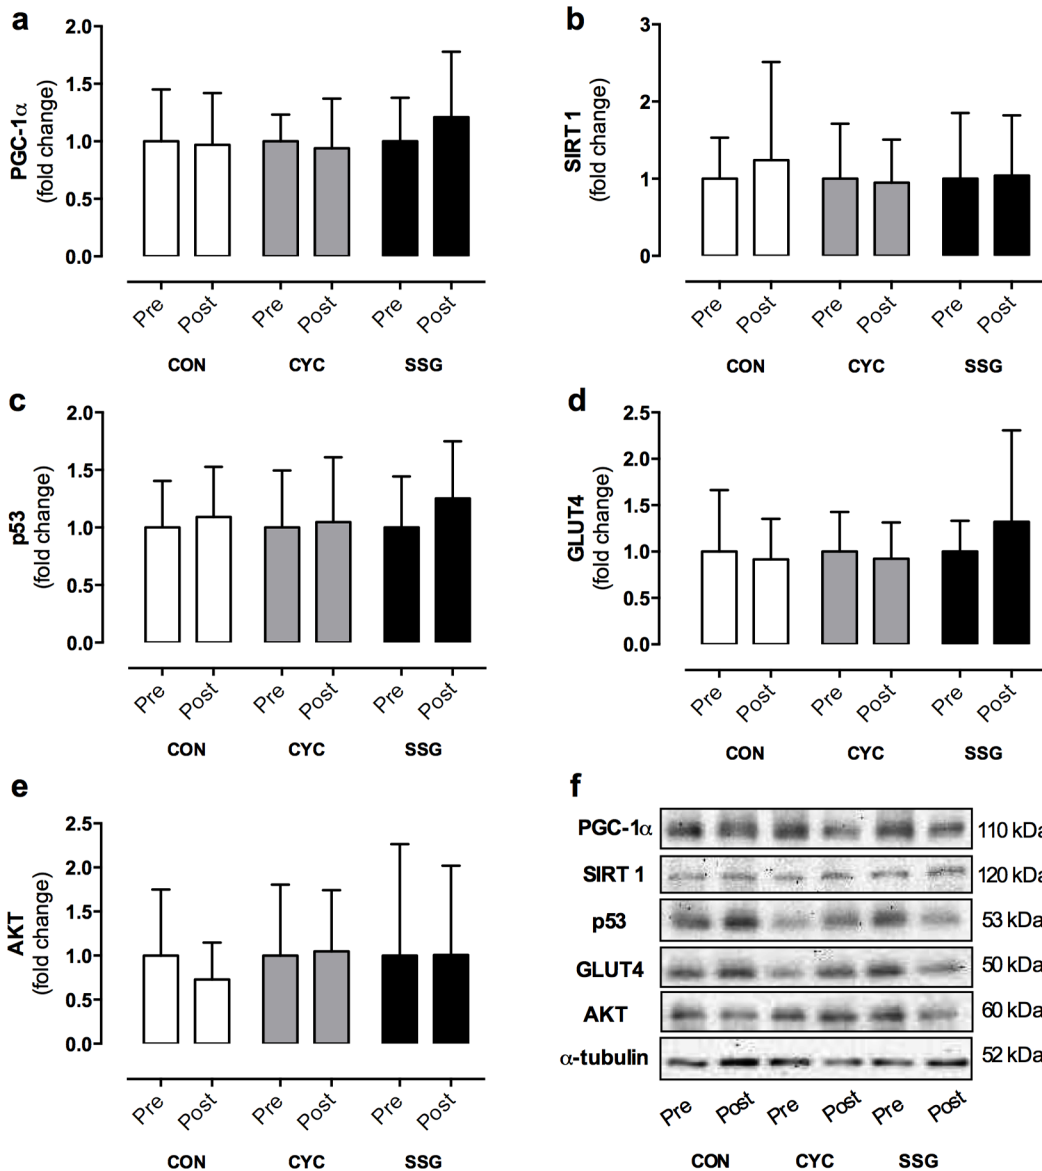 a
PGC-1α
(fold change)
2.0
1.5
1.0
0.5
0.0
Pre Post Pre Post Pre Post
CON CYC SSG
b
SIRT 1
(fold change)
3
2
1
0
Pre Post Pre Post Pre Post
CON CYC SSG
c
p53
(fold change)
2.0
1.5
1.0
0.5
0.0
Pre Post Pre Post Pre Post
CON CYC SSG
d
GLUT4
(fold change)
2.5
2.0
1.5
1.0
0.5
0.0
Pre Post Pre Post Pre Post
CON CYC SSG
e
AKT
(fold change)
2.5
2.0
1.5
1.0
0.5
0.0
Pre Post Pre Post Pre Post
CON CYC SSG
f
PGC-1α 110 kDa
SIRT 1 120 kDa
p53 53 kDa
GLUT4 50 kDa
AKT 60 kDa
α-tubulin 52 kDa
Pre Post Pre Post Pre Post
CON CYC SSG